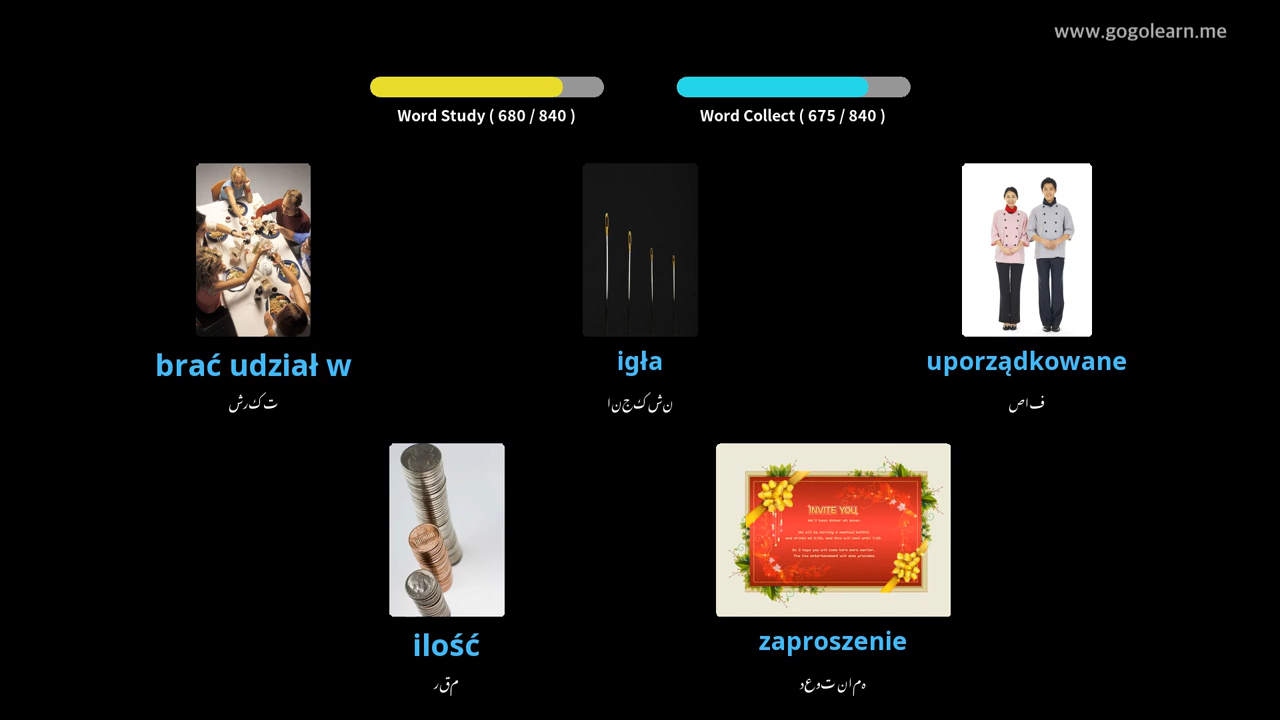 www.gogolearn.me
Word Study ( 680 / 840 )
Word Collect ( 675 / 840 )
brać udział w
شرکت
igła
انجکشن
uporządkowane
صاف
INVITE YOU
ilość
رقم
zaproszenie
دعوت نامہ